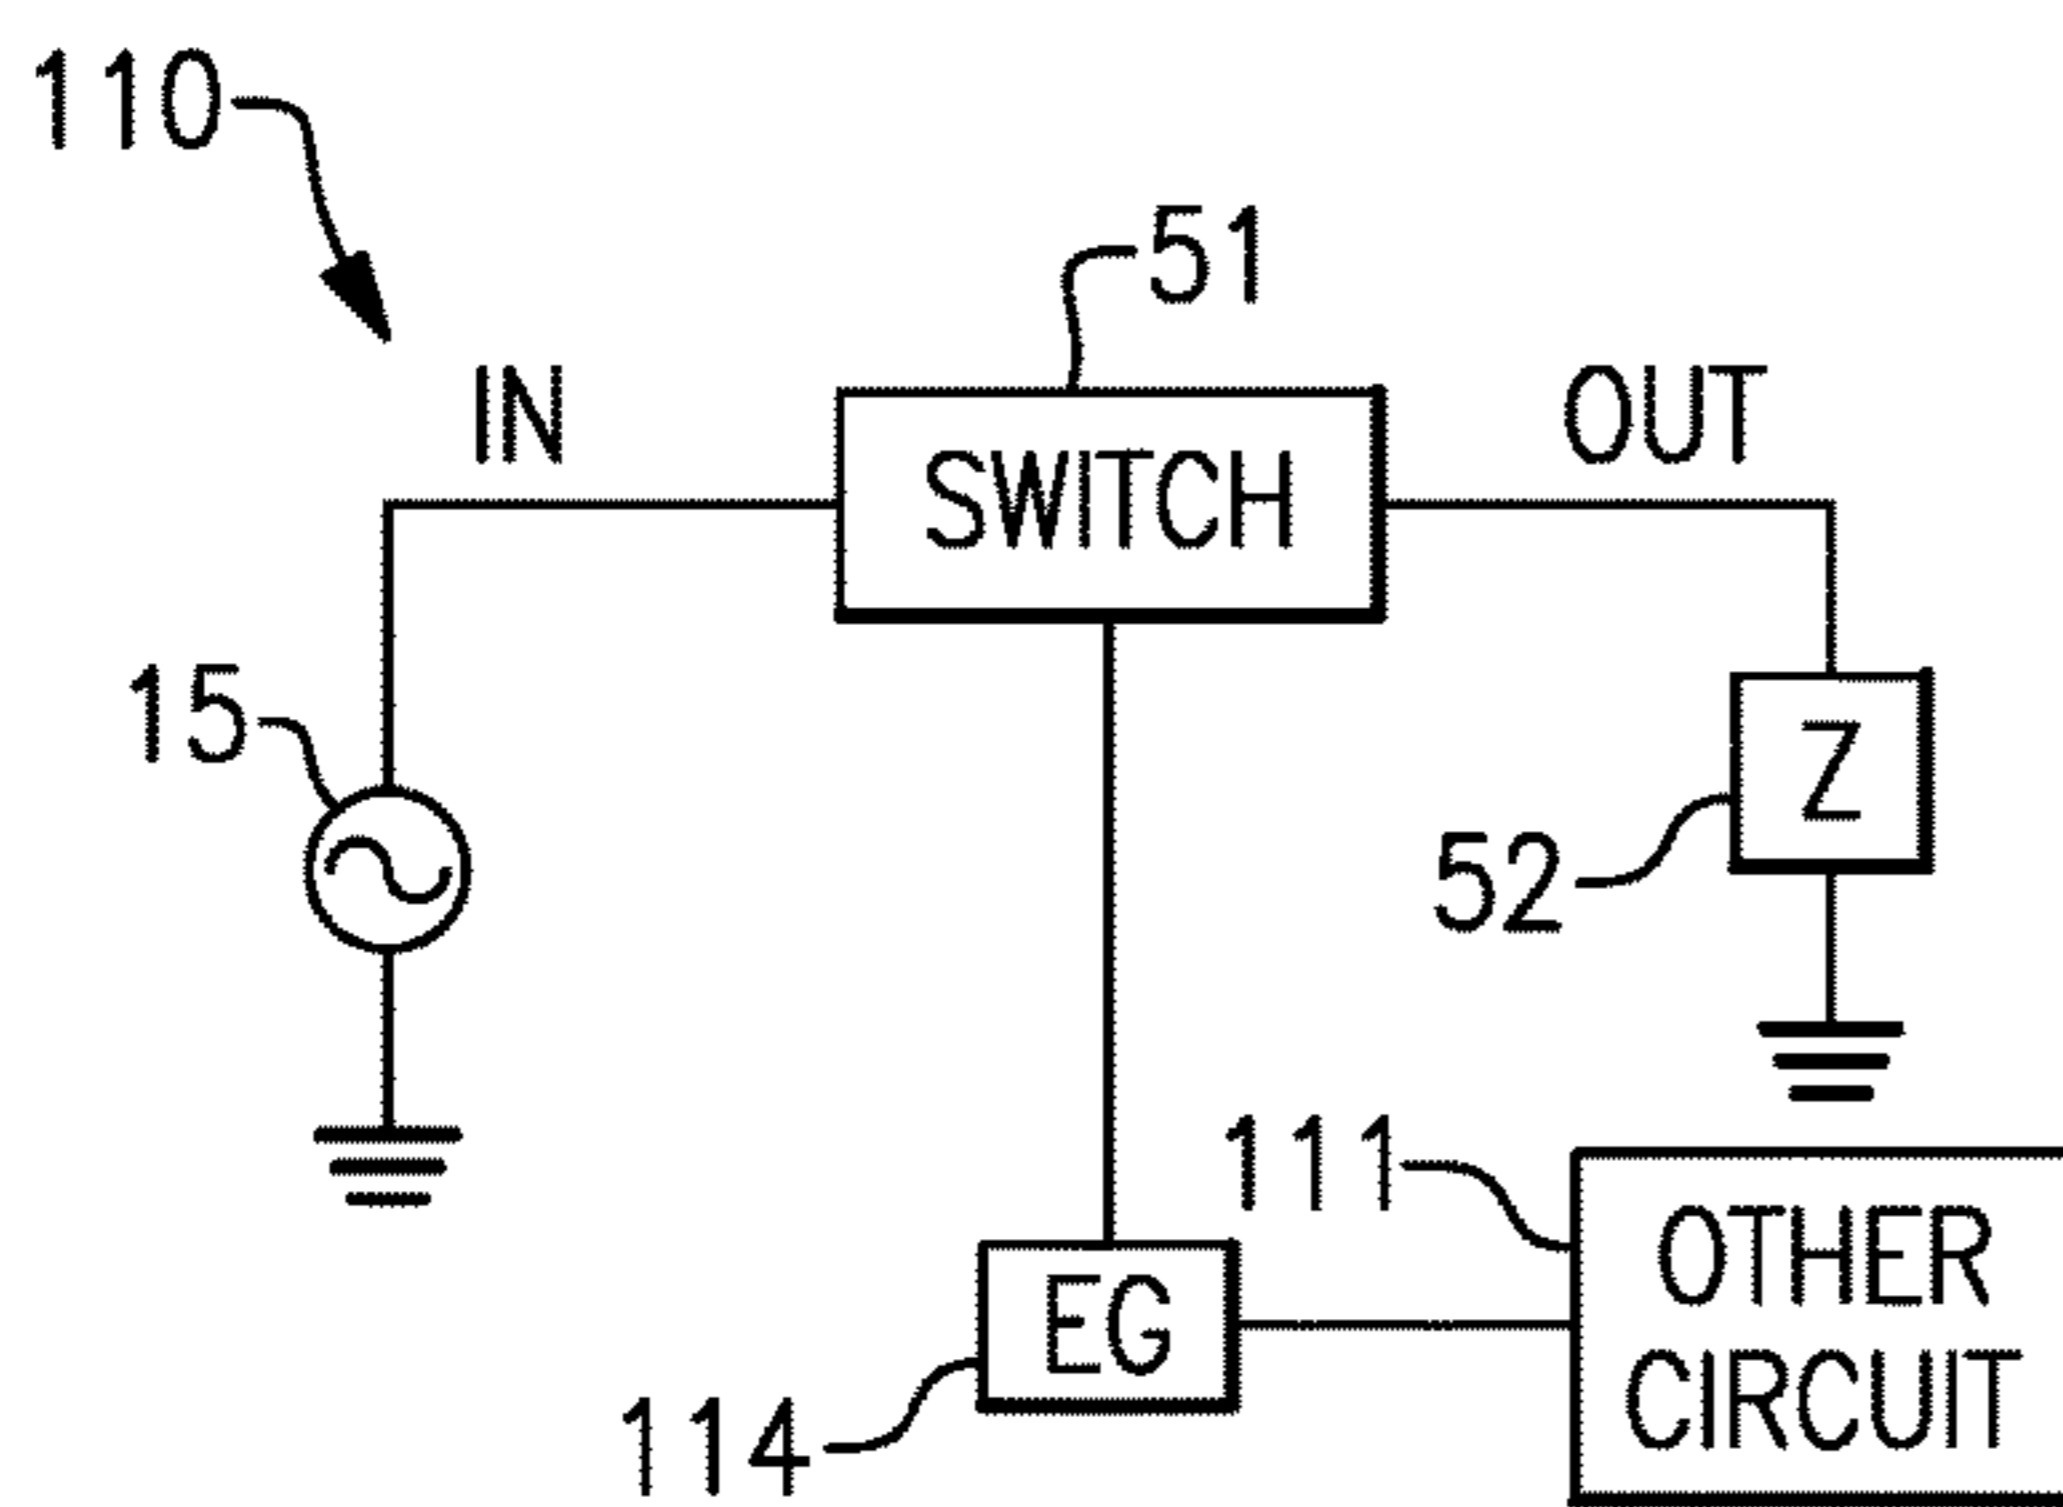 110
51
IN
OUT
SWITCH
15
Z
52
111
OTHER
CIRCUIT
EG
114